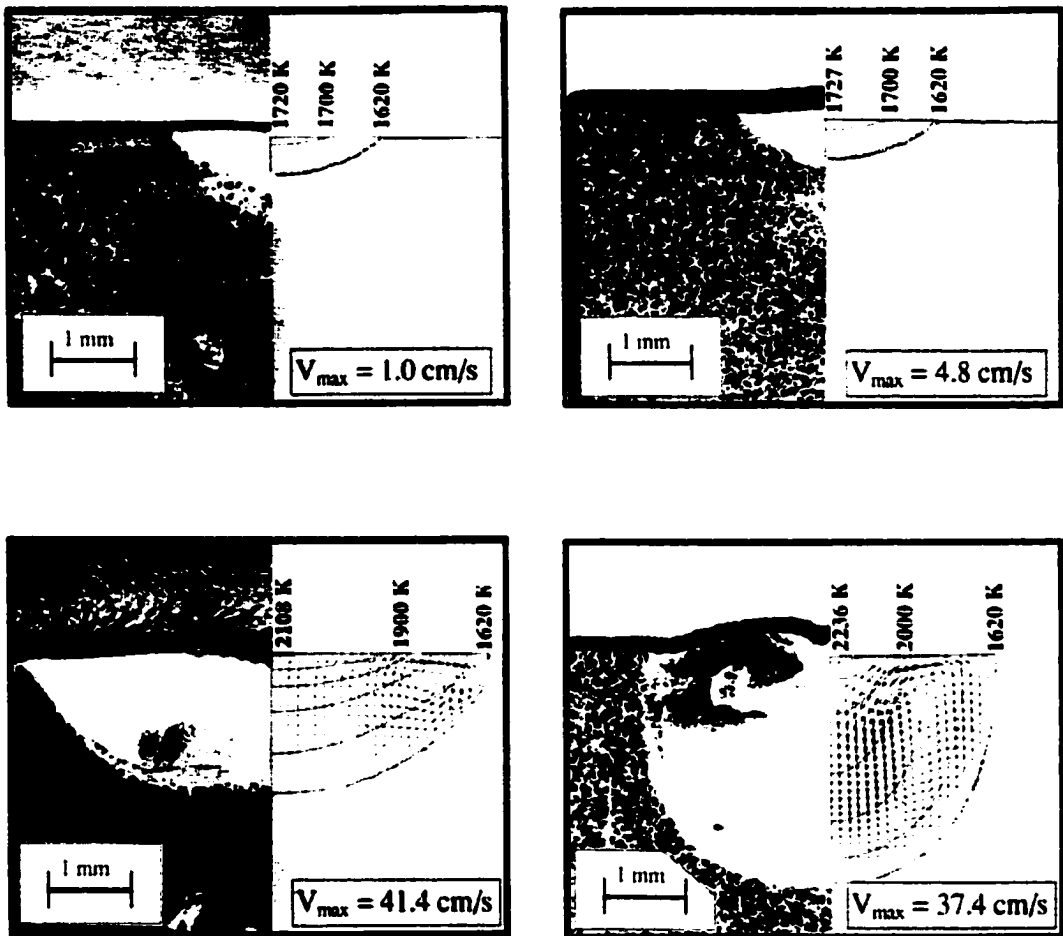 1720 K
1700 K
1620 K
1 mm
V_max = 1.0 cm/s
1727 K
1700 K
1620 K
1 mm
V_max = 4.8 cm/s
2108 K
1900 K
1620 K
1 mm
V_max = 41.4 cm/s
2236 K
2000 K
1620 K
1 mm
V_max = 37.4 cm/s